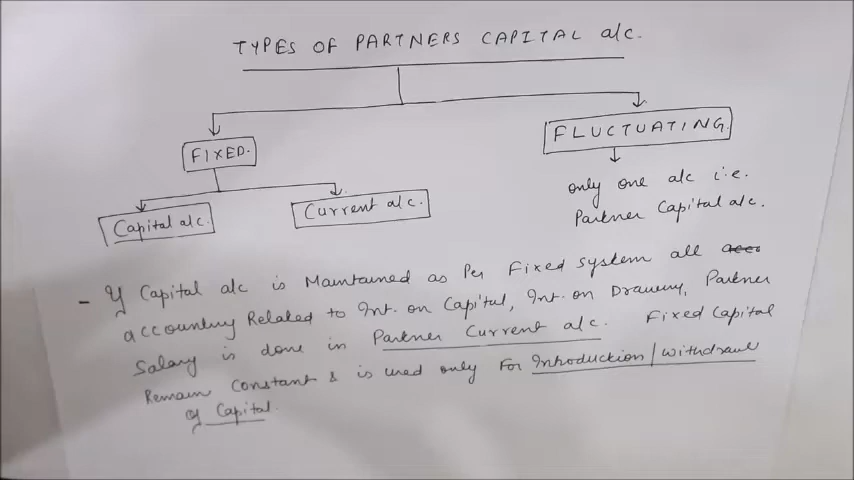 TYPES OF PARTNERS CAPITAL a/c.
FIXED.
FLUCTUATING.
Capital a/c.
Current a/c.
only one a/c i.e.
Partner Capital a/c.
- If Capital a/c is Maintained as Per Fixed system all
accounting Related to Int. on Capital, Int. on Drawing, Partner
Salary is done in Partner Current a/c. Fixed Capital
Remain Constant & is used only For Introduction/withdrawl
of Capital.